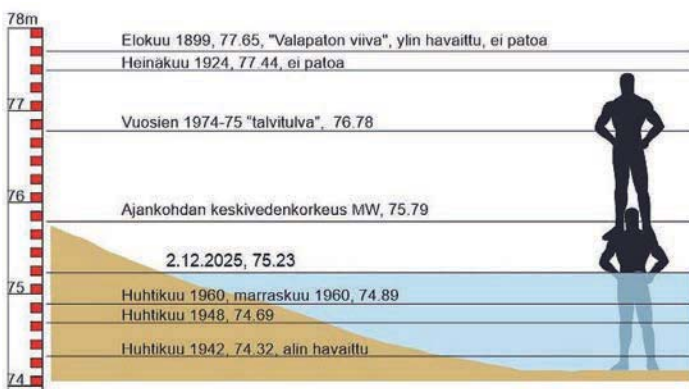 78m
Elokuu 1899, 77.65, "Valapaton viiva", ylin havaittu, ei patoa
Heinäkuu 1924, 77.44, ei patoa
77
Vuosien 1974-75 "talvitulva", 76.78
76
Ajankohdan keskivedenkorkeus MW, 75.79
2.12.2025, 75.23
75
Huhtikuu 1960, marraskuu 1960, 74.89
Huhtikuu 1948, 74.69
Huhtikuu 1942, 74.32, alin havaittu
74